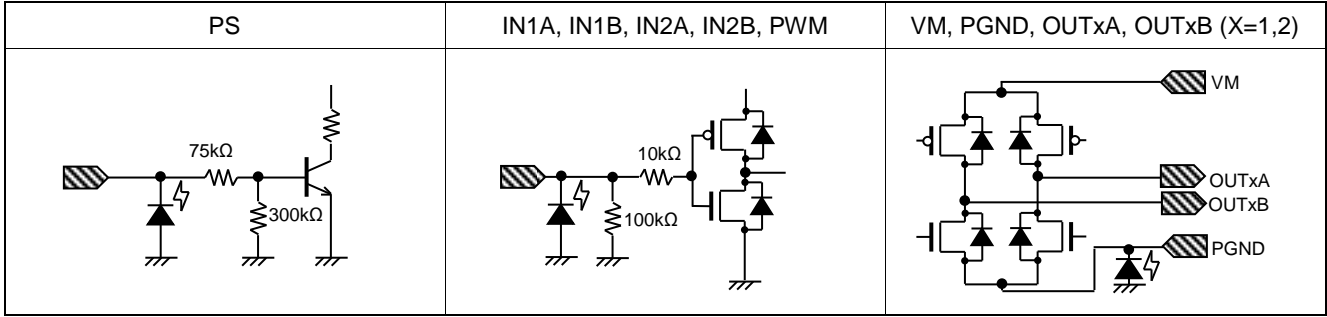 PS
IN1A, IN1B, IN2A, IN2B, PWM
VM, PGND, OUTxA, OUTxB (X=1,2)
75kΩ
300kΩ
10kΩ
100kΩ
VM
OUTxA
OUTxB
PGND